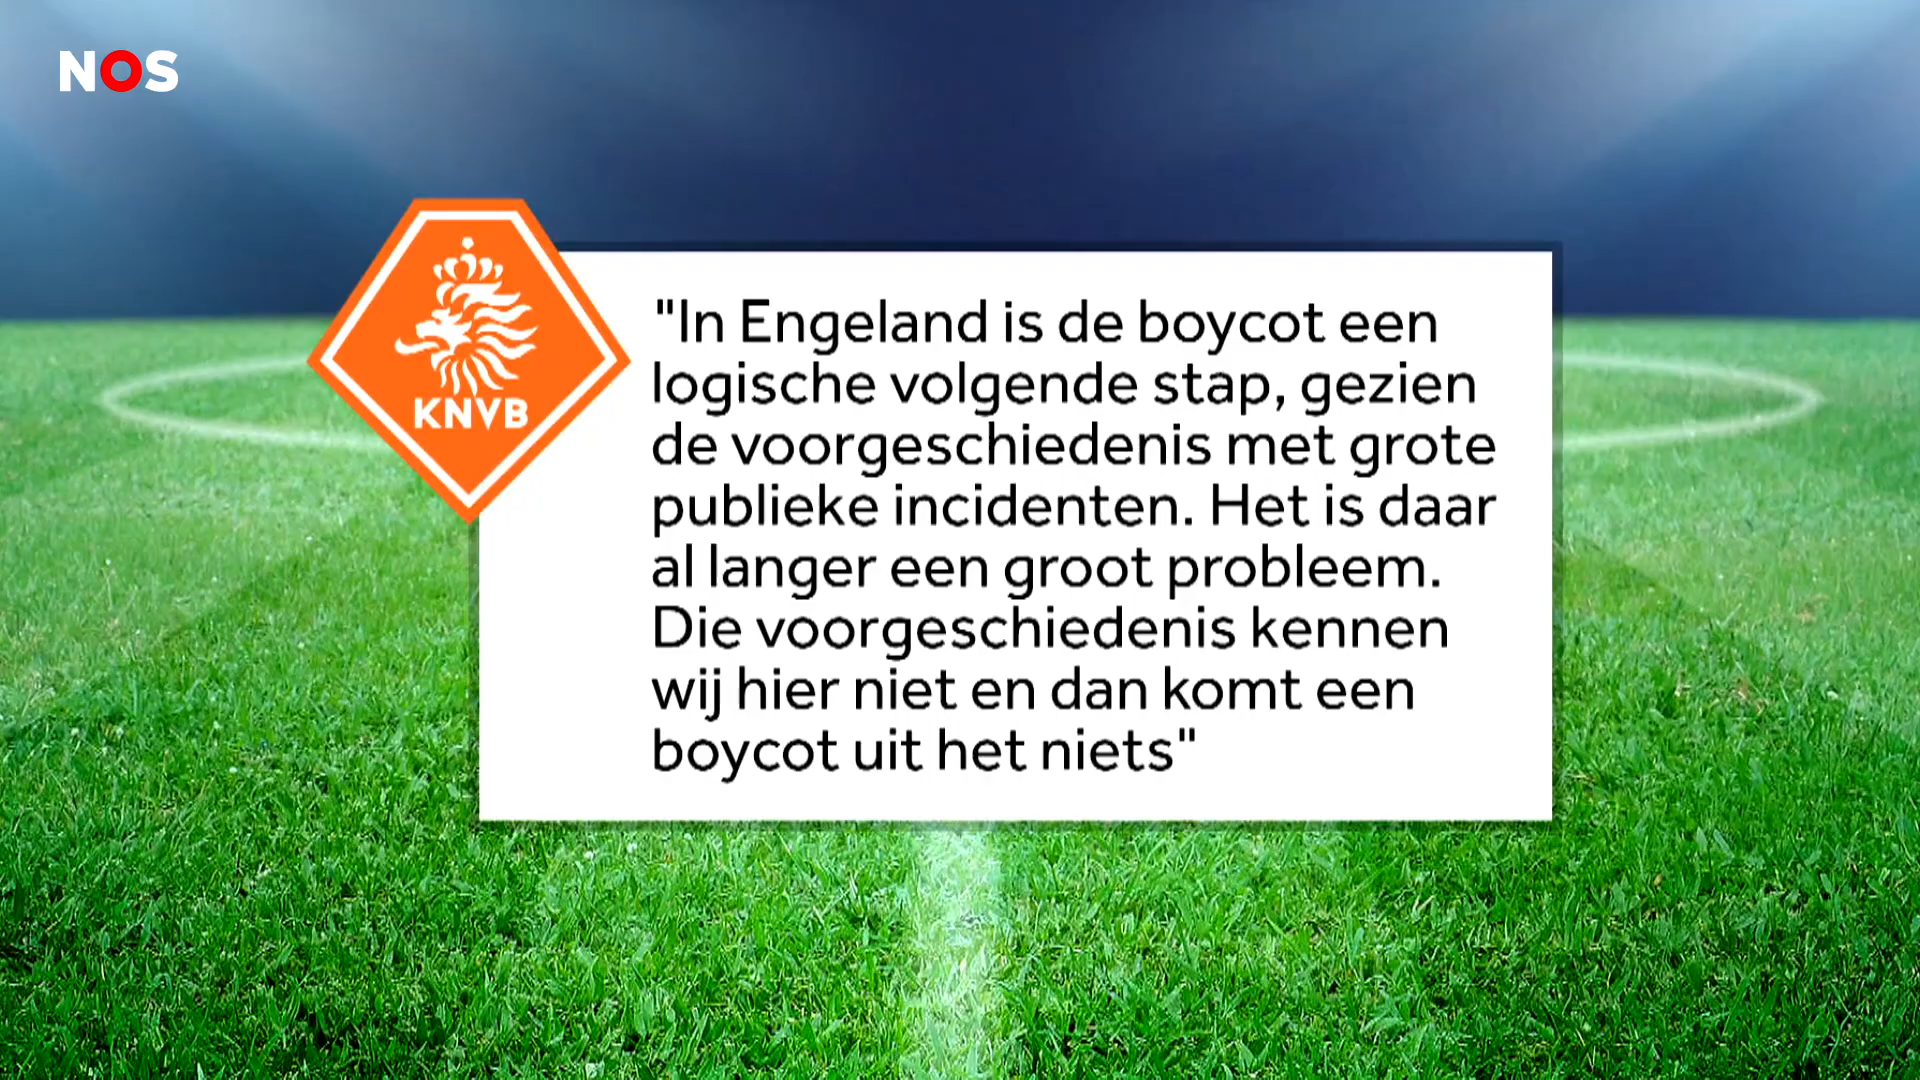 NOS
KNVB
"In Engeland is de boycot een
logische volgende stap, gezien
de voorgeschiedenis met grote
publieke incidenten. Het is daar
al langer een groot probleem.
Die voorgeschiedenis kennen
wij hier niet en dan komt een
boycot uit het niets"